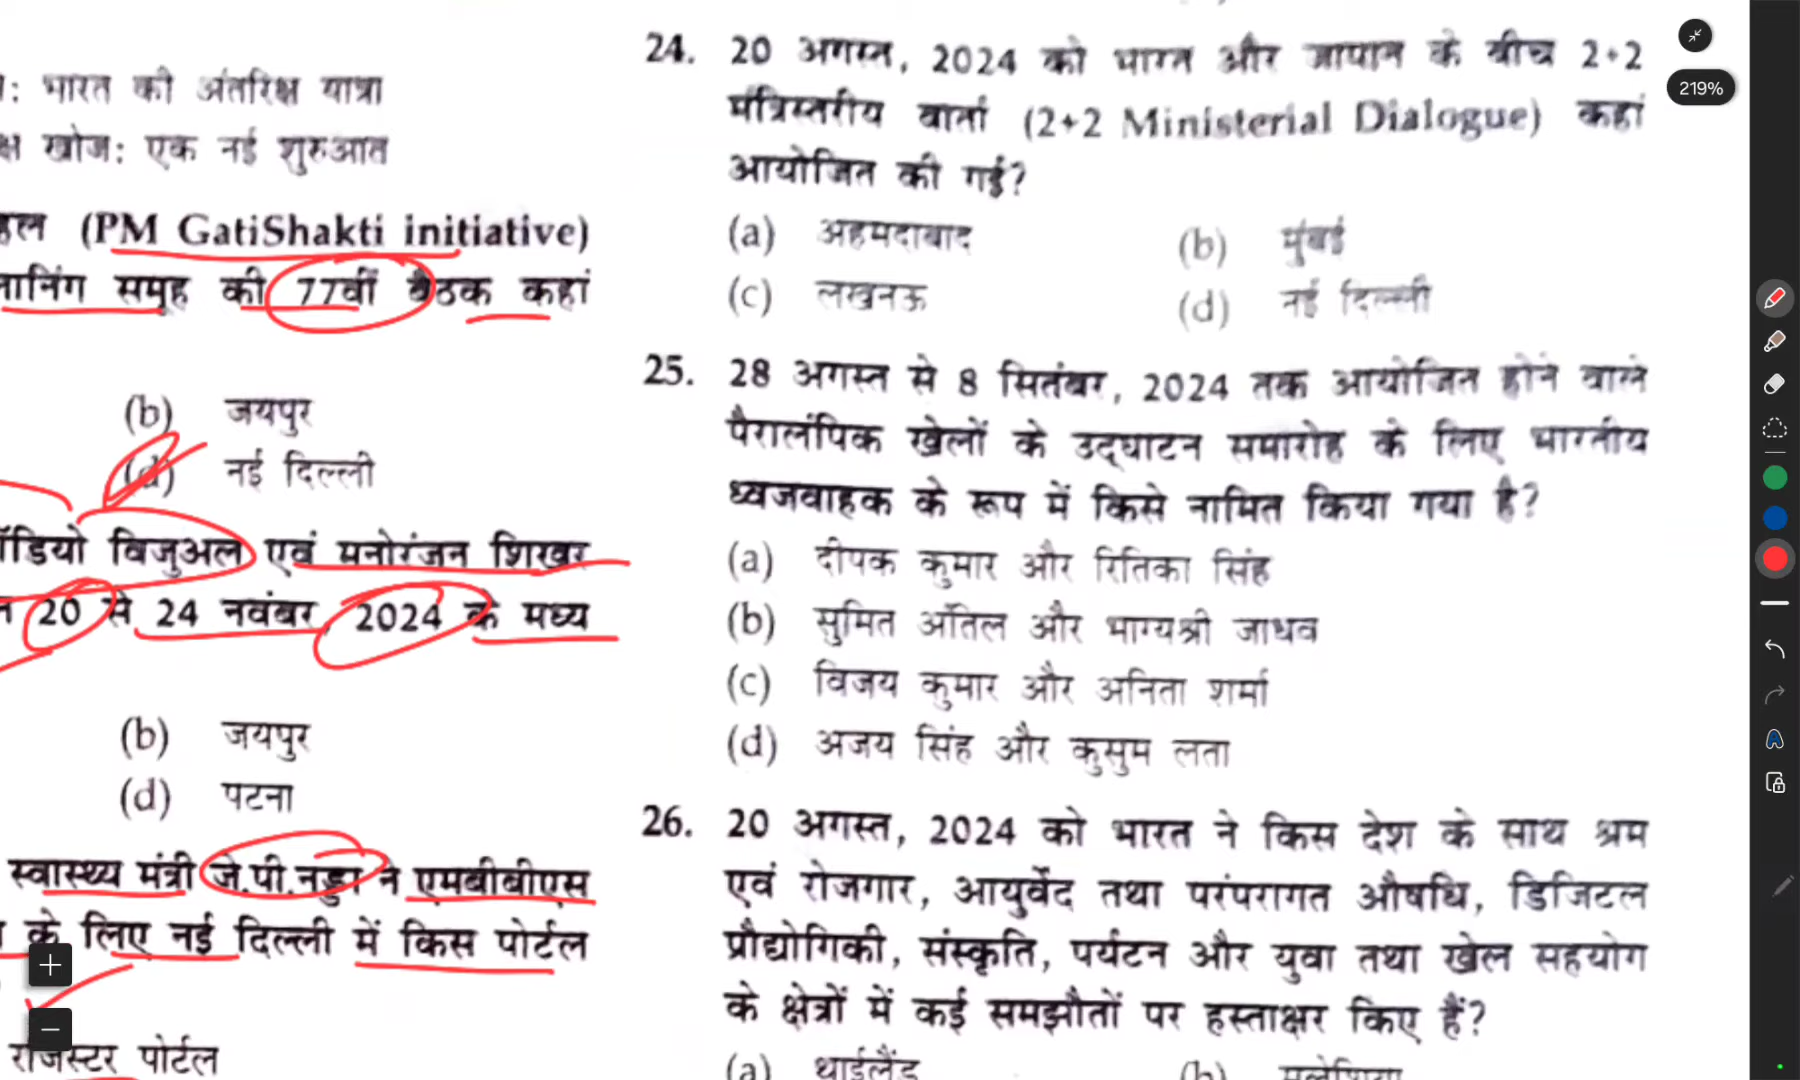 : भारत की अंतरिक्ष यात्रा
खोज: एक नई शुरुआत
(PM GatiShakti initiative)
समूह की 77वीं बैठक कहां
(b) जयपुर
(d) नई दिल्ली
विजुअल एवं मनोरंजन शिखर
20 से 24 नवंबर, 2024 के मध्य
(b) जयपुर
(d) पटना
स्वास्थ्य मंत्री जे.पी.नड्डा ने एमबीबीएस
के लिए नई दिल्ली में किस पोर्टल
पोर्टल
24. 20 अगस्त, 2024 को भारत और जापान के बीच 2+2
मंत्रिस्तरीय वार्ता (2+2 Ministerial Dialogue) कहां
आयोजित की गई?
(a) अहमदाबाद (b) मुंबई
(c) लखनऊ (d) नई दिल्ली
25. 28 अगस्त से 8 सितंबर, 2024 तक आयोजित होने वाले
पैरालंपिक खेलों के उद्घाटन समारोह के लिए भारतीय
ध्वजवाहक के रूप में किसे नामित किया गया है?
(a) दीपक कुमार और रितिका सिंह
(b) सुमित अंतिल और भाग्यश्री जाधव
(c) विजय कुमार और अनिता शर्मा
(d) अजय सिंह और कुसुम लता
26. 20 अगस्त, 2024 को भारत ने किस देश के साथ श्रम
एवं रोजगार, आयुर्वेद तथा परंपरागत औषधि, डिजिटल
प्रौद्योगिकी, संस्कृति, पर्यटन और युवा तथा खेल सहयोग
के क्षेत्रों में कई समझौतों पर हस्ताक्षर किए हैं?
(a) थाईलैंड (b) मलेशिया
219%